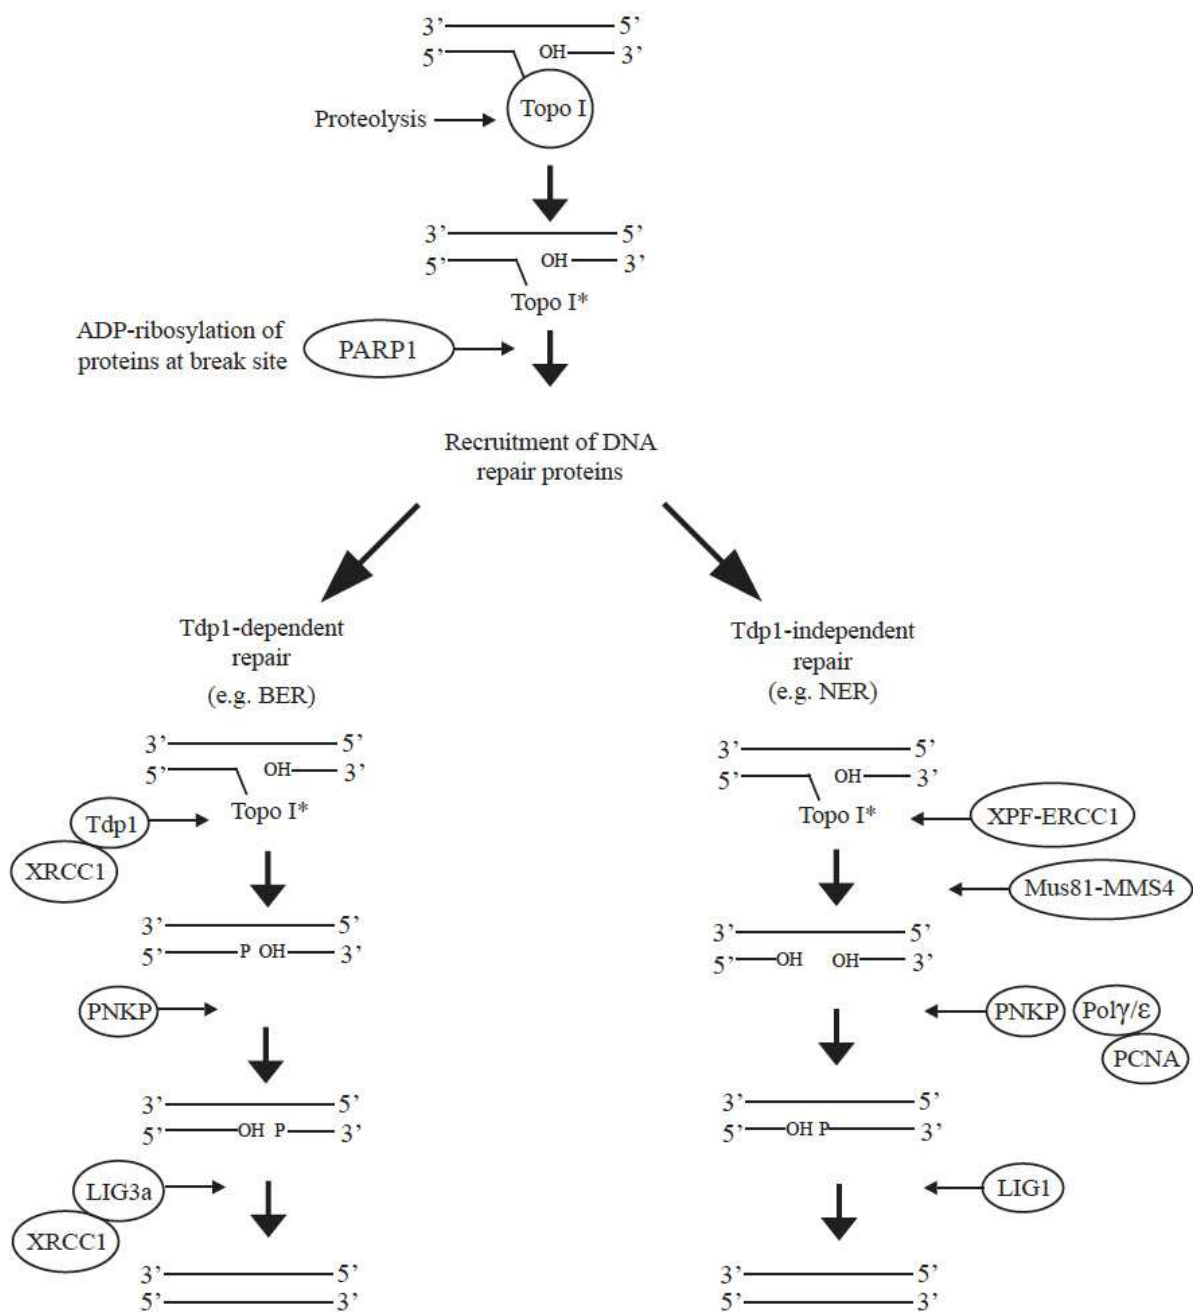 3’ 5’
5’ OH 3’
Topo I
Proteolysis
3’ 5’
5’ OH 3’
Topo I*
ADP-ribosylation of
proteins at break site
PARP1
Recruitment of DNA
repair proteins
Tdp1-dependent
repair
(e.g. BER)
3’ 5’
5’ OH 3’
Topo I*
Tdp1
XRCC1
3’ 5’
5’ P OH 3’
PNKP
3’ 5’
5’ OH P 3’
LIG3a
XRCC1
3’ 5’
5’ 3’
Tdp1-independent
repair
(e.g. NER)
3’ 5’
5’ OH 3’
Topo I*
XPF-ERCC1
Mus81-MMS4
3’ 5’
5’ OH OH 3’
PNKP
Polγ/ε
PCNA
3’ 5’
5’ OH P 3’
LIG1
3’ 5’
5’ 3’